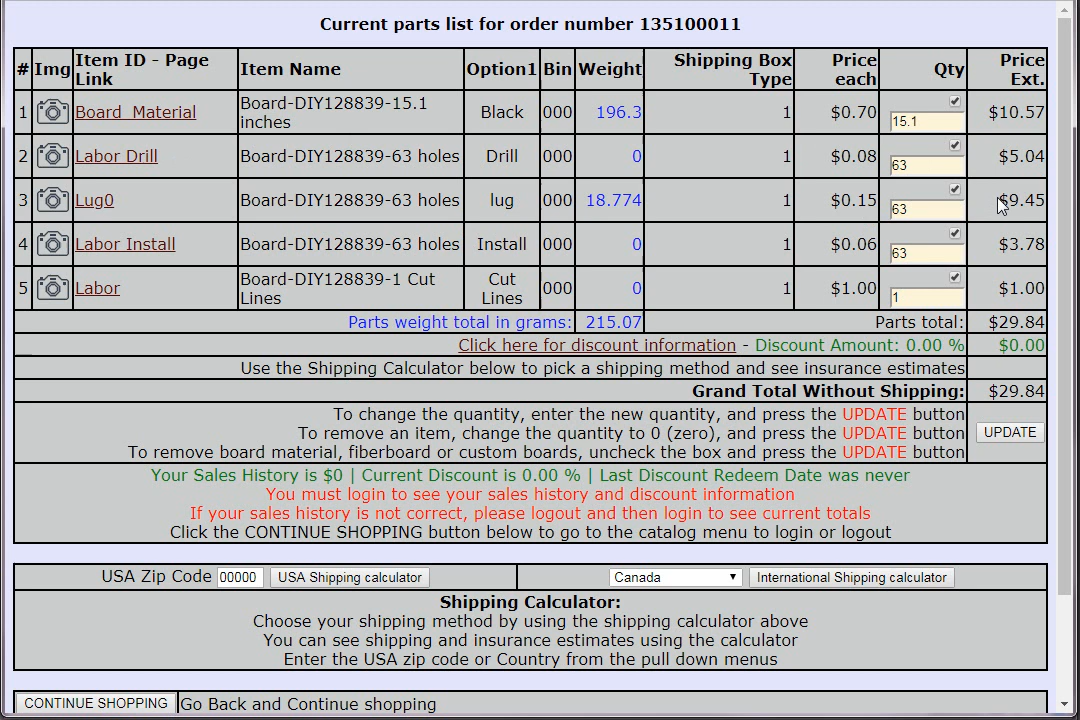 Current parts list for order number 135100011
# Img Item ID - Page Link Item Name Option1 Bin Weight Shipping Box Type Price each Qty Price Ext.
1 Board_Material Board-DIY128839-15.1 inches Black 000 196.3 1 $0.70 15.1 $10.57
2 Labor Drill Board-DIY128839-63 holes Drill 000 0 1 $0.08 63 $5.04
3 Lug0 Board-DIY128839-63 holes lug 000 18.774 1 $0.15 63 $9.45
4 Labor Install Board-DIY128839-63 holes Install 000 0 1 $0.06 63 $3.78
5 Labor Board-DIY128839-1 Cut Lines Cut Lines 000 0 1 $1.00 1 $1.00
Parts weight total in grams: 215.07 Parts total: $29.84
Click here for discount information - Discount Amount: 0.00 % $0.00
Use the Shipping Calculator below to pick a shipping method and see insurance estimates
Grand Total Without Shipping: $29.84
To change the quantity, enter the new quantity, and press the UPDATE button
To remove an item, change the quantity to 0 (zero), and press the UPDATE button
To remove board material, fiberboard or custom boards, uncheck the box and press the UPDATE button
UPDATE
Your Sales History is $0 | Current Discount is 0.00 % | Last Discount Redeem Date was never
You must login to see your sales history and discount information
If your sales history is not correct, please logout and then login to see current totals
Click the CONTINUE SHOPPING button below to go to the catalog menu to login or logout
USA Zip Code 00000 USA Shipping calculator Canada International Shipping calculator
Shipping Calculator:
Choose your shipping method by using the shipping calculator above
You can see shipping and insurance estimates using the calculator
Enter the USA zip code or Country from the pull down menus
CONTINUE SHOPPING Go Back and Continue shopping